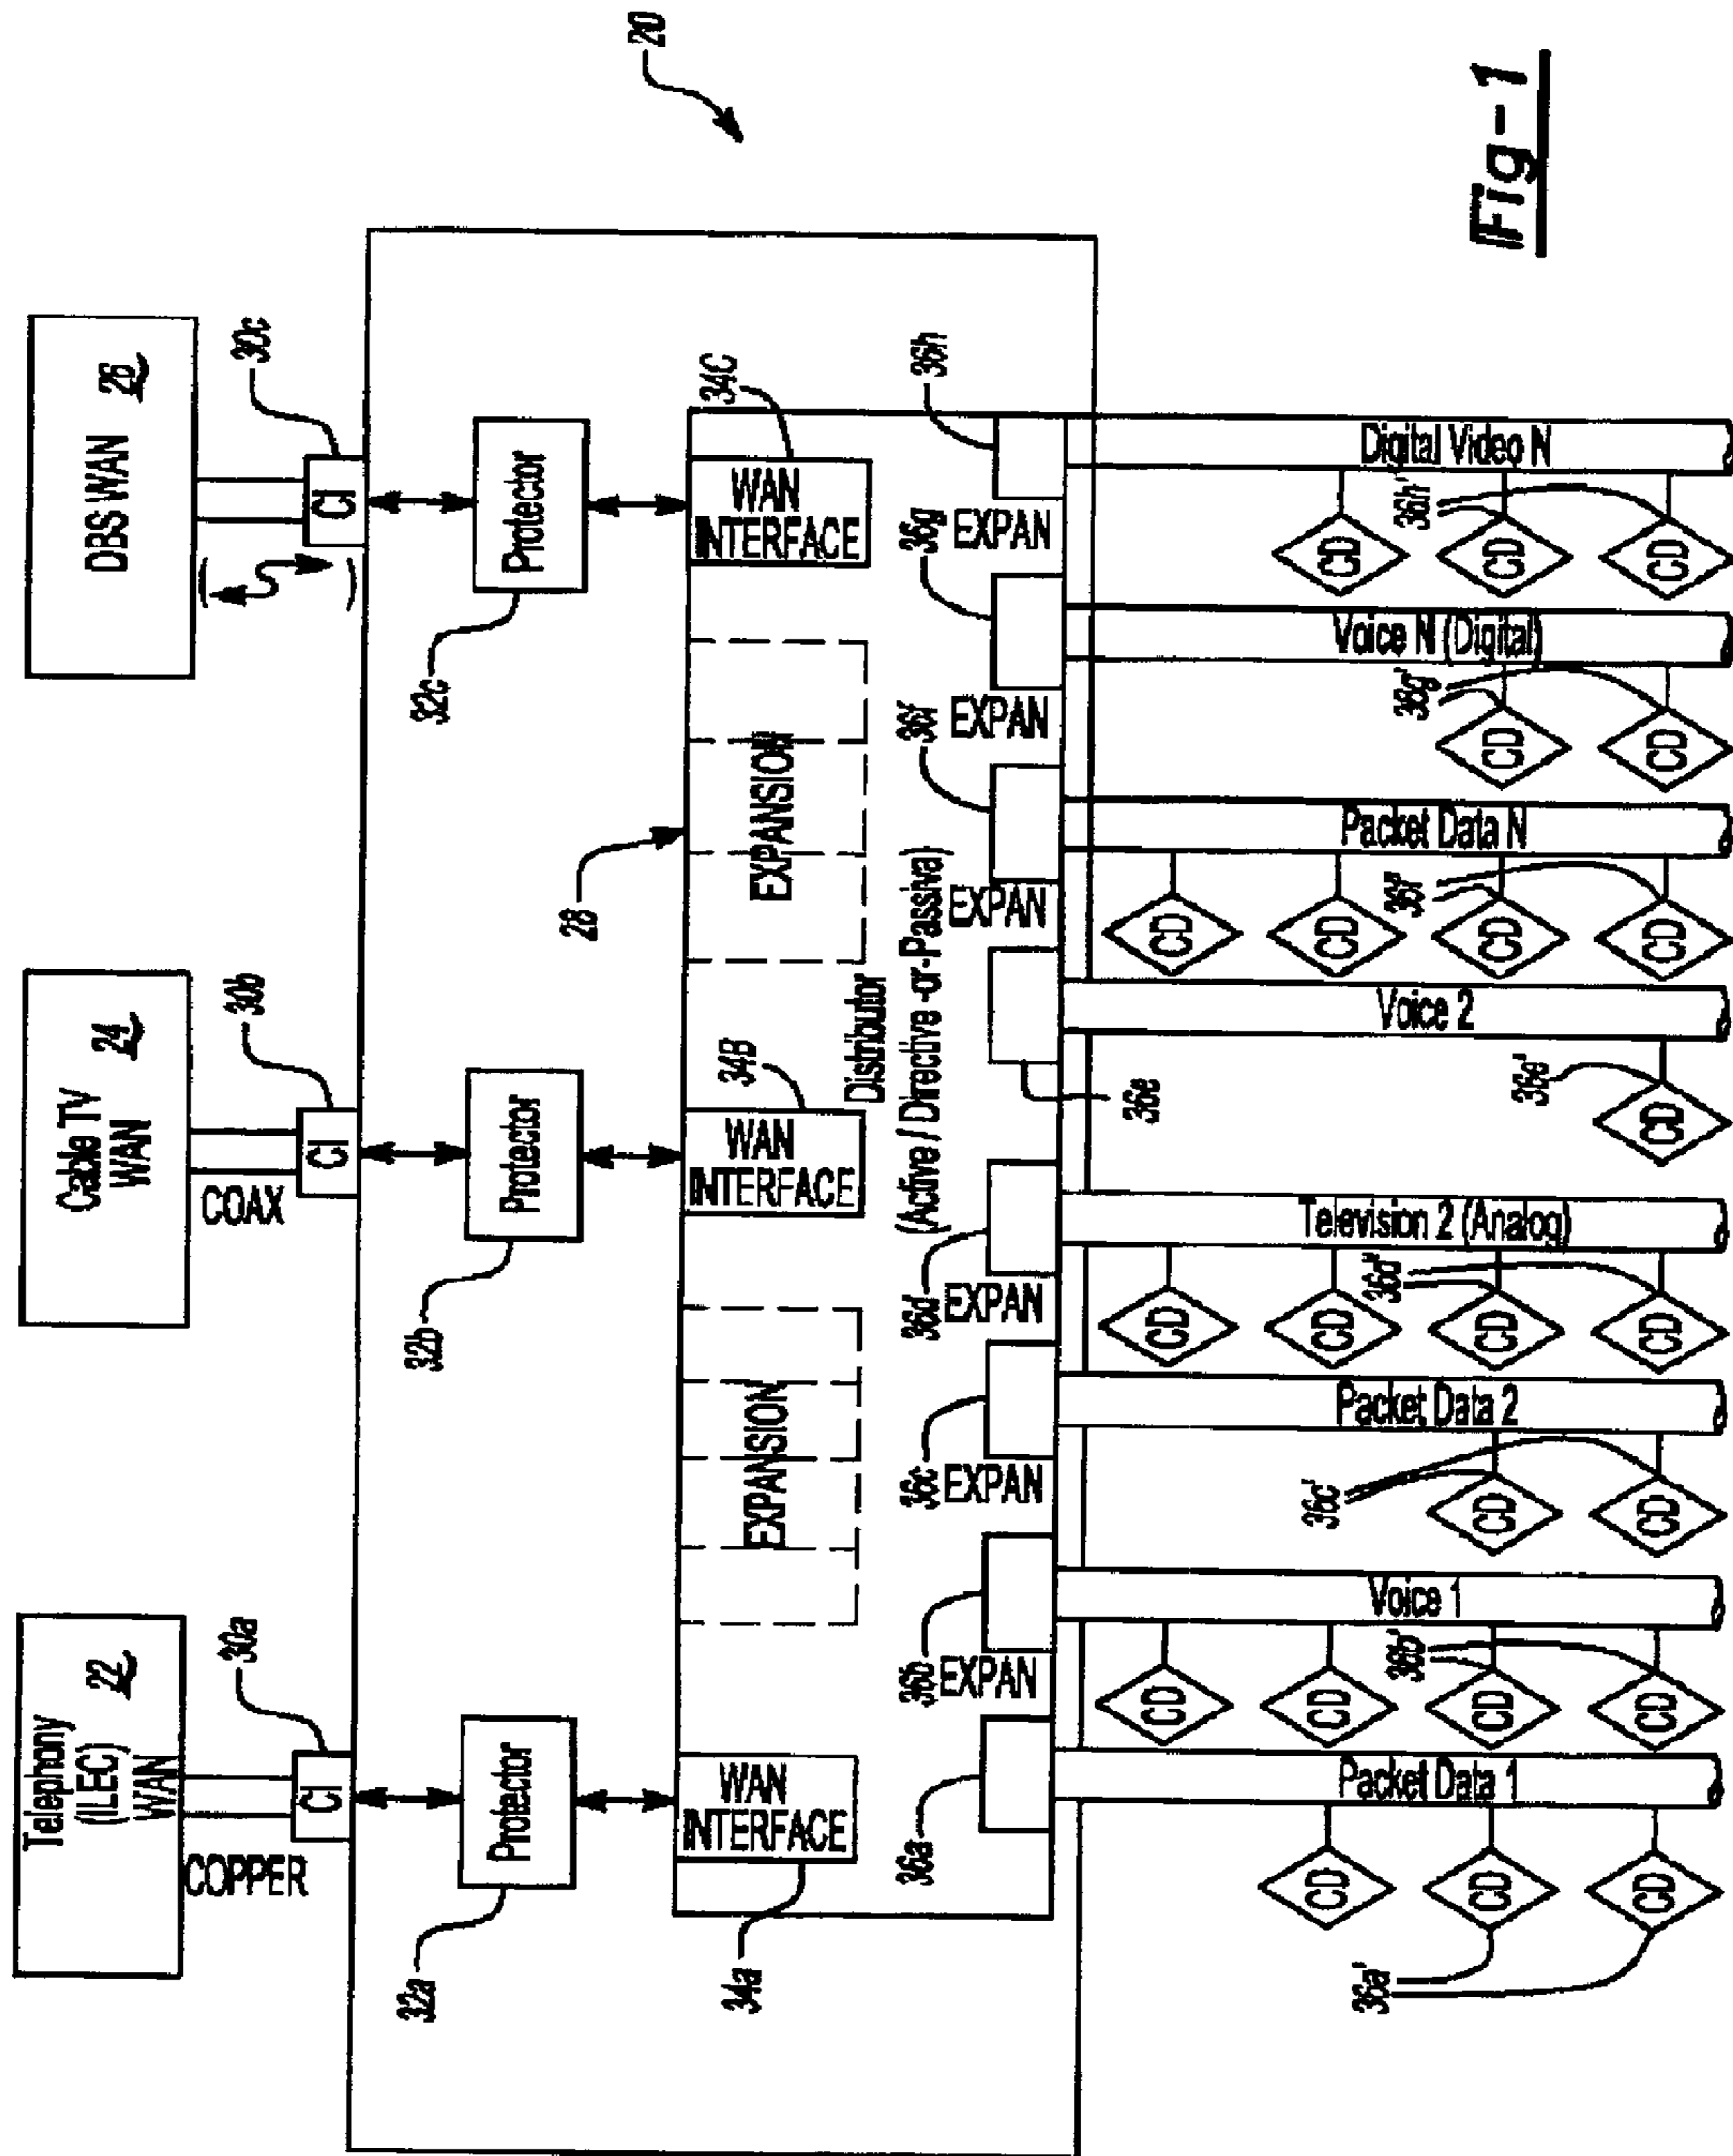 Telephony
(ILEC) 22
WAN
COPPER
CI
30a
Cable TV 24
WAN
COAX
CI
30b
DBS WAN 26
CI
30c
20
32a
Protector
32b
Protector
32c
Protector
34a
WAN
INTERFACE
EXPANSION
WAN
INTERFACE
34B
28
EXPANSION
WAN
INTERFACE
34C
Distributor
(Active / Directive -or-Passive)
36a
36b
EXPAN
36c
EXPAN
36d
EXPAN
36e
36f
EXPAN
36g
EXPAN
36h
EXPAN
Packet Data 1
CD
CD
CD
36a'
Voice 1
CD
CD
CD
CD
36b'
Packet Data 2
CD
CD
36c'
Television 2 (Analog)
CD
CD
CD
CD
36d'
Voice 2
CD
36e'
Packet Data N
CD
CD
CD
CD
36f'
Voice N (Digital)
CD
CD
36g'
Digital Video N
CD
CD
CD
36h'
Fig-1